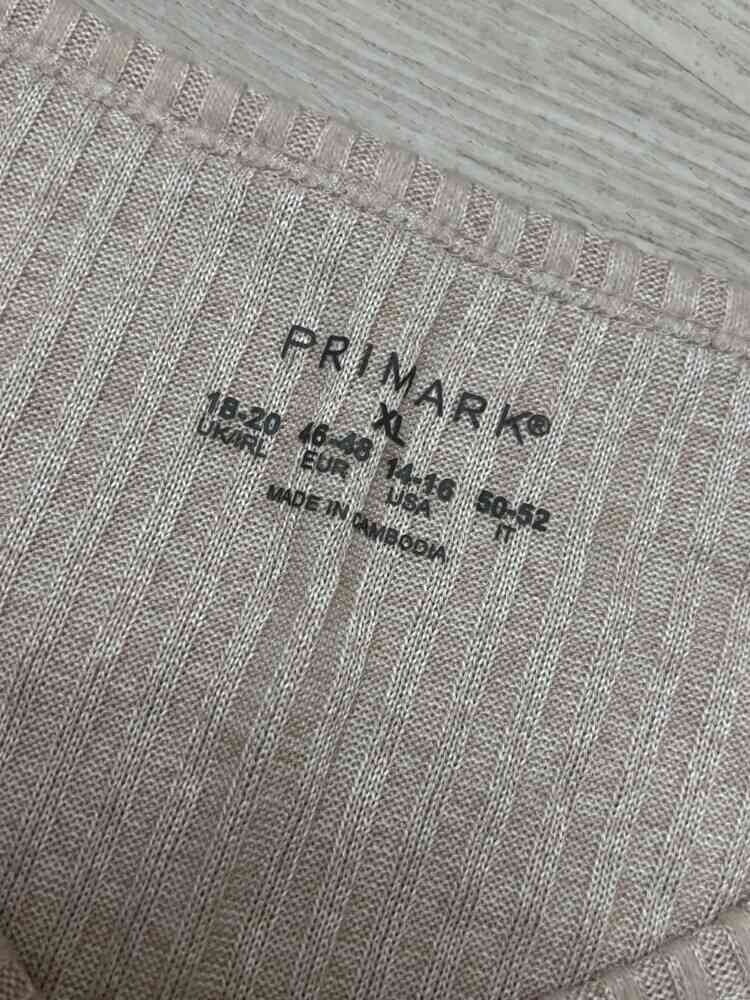 PRIMARK®
XL
18-20 46-48 14-16 50-52
UK/IRL EUR USA IT
MADE IN CAMBODIA